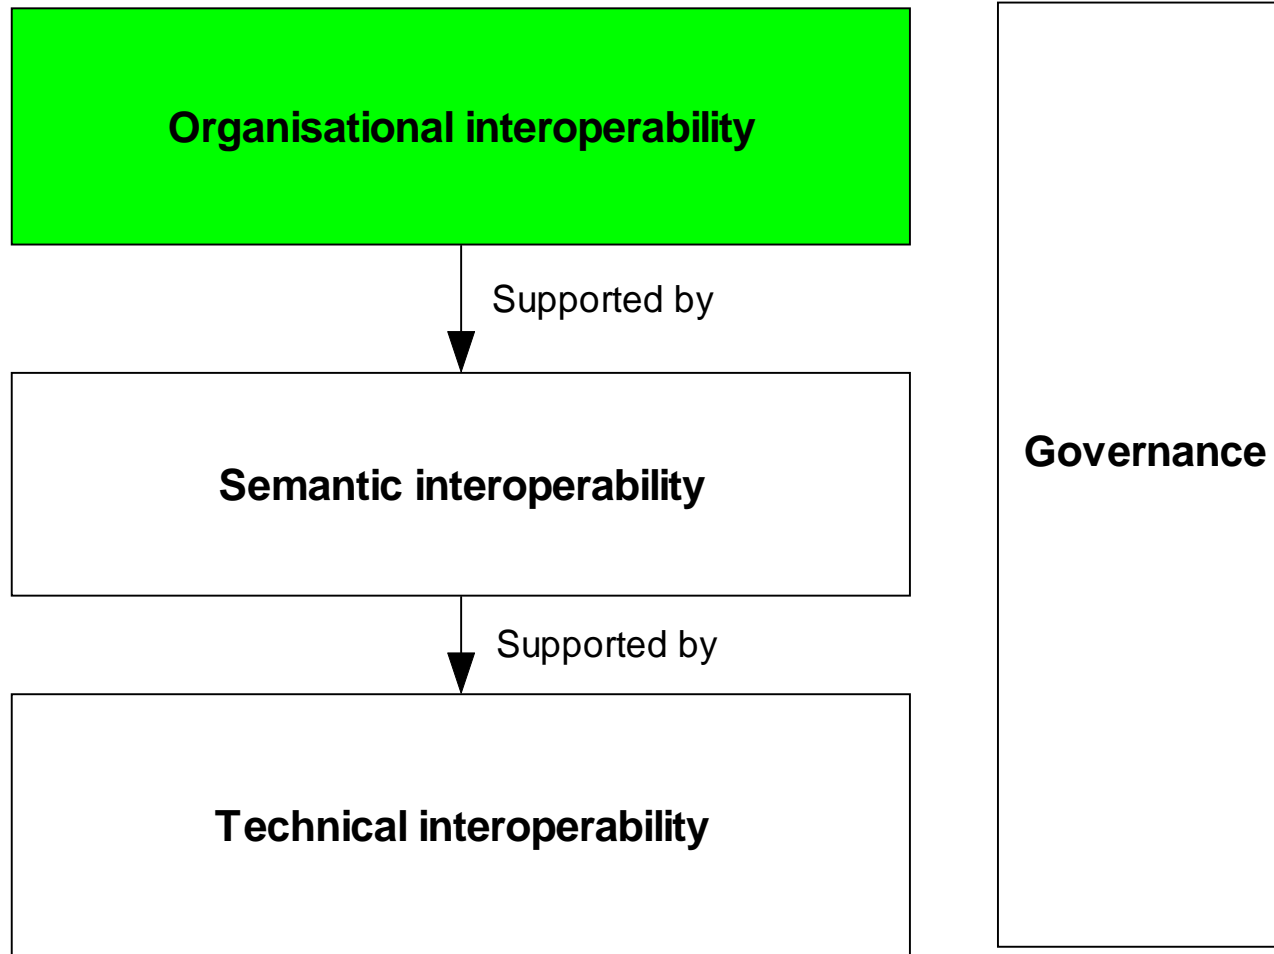 Organisational interoperability
Supported by
Semantic interoperability
Supported by
Technical interoperability
Governance